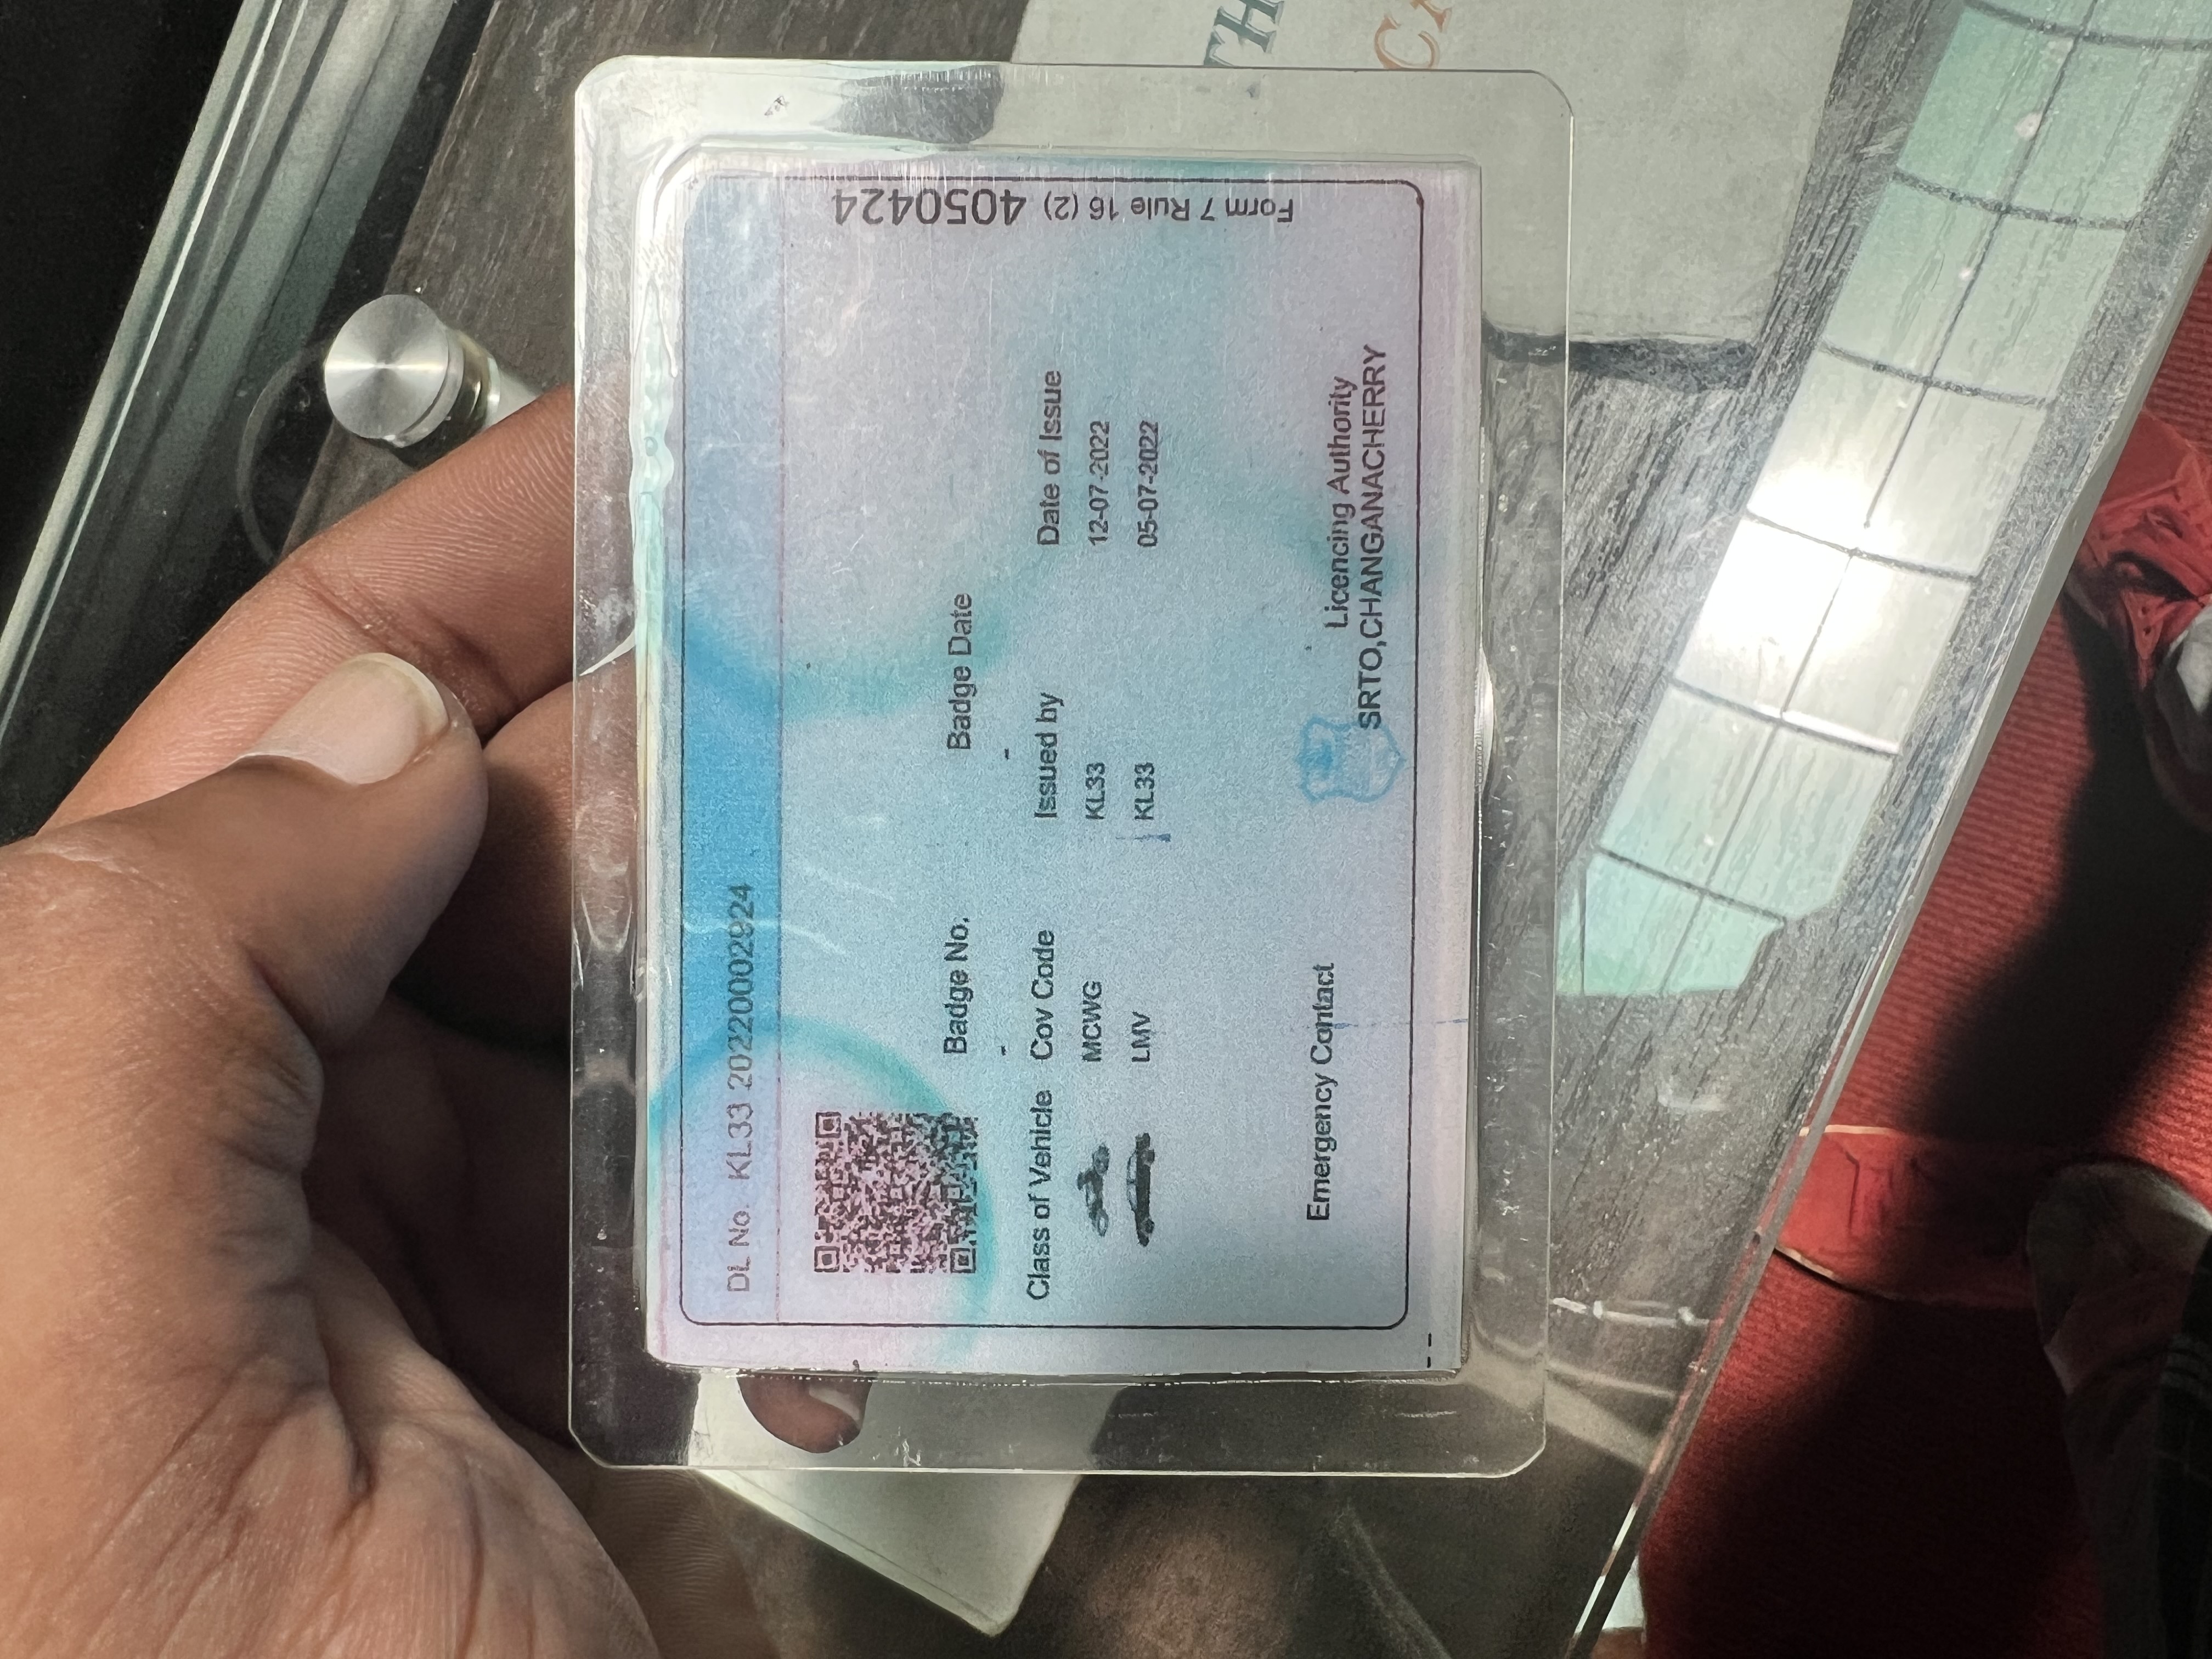 DL No. KL33 20220002924
Badge No. Badge Date
- -
Class of Vehicle Cov Code Issued by Date of Issue
MCWG KL33 12-07-2022
LMV KL33 05-07-2022
Emergency Contact
Licencing Authority
SRTO,CHANGANACHERRY
--
Form 7 Rule 16 (2) 4050424
TH